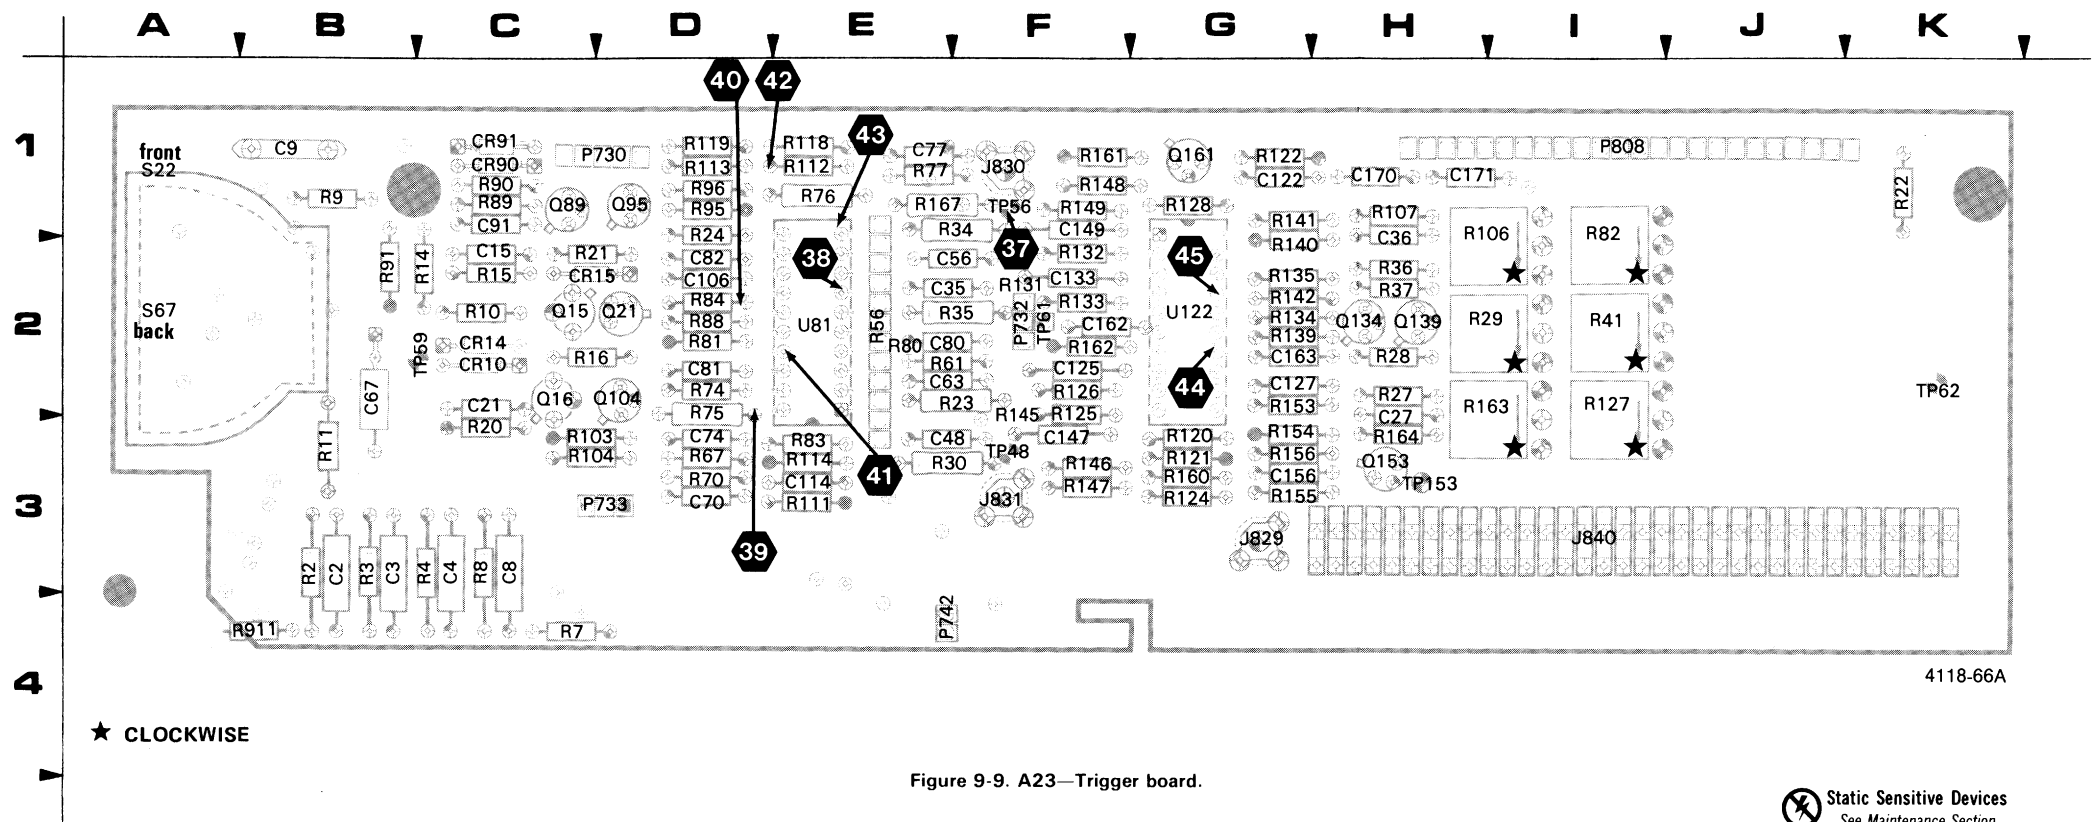 A B C D E F G H I J K
40 42
1
43
front
S22
C9
CR91
P730
R119
R118
C77
J830
R161
Q161
R122
P808
CR90
R113
R112
R77
R148
C122
C170
C171
R22
R9
R90
R89
C91
Q89
Q95
R96
R95
R76
R167
TP56
R149
R128
R141
R107
R106
R82
R91
R14
C15
R15
R21
CR15
R24
C82
C106
38
R34
C56
37
C149
R132
45
R140
C36
R135
R36
R37
2
S67
back
R10
Q15
Q21
R84
R88
R81
U81
R56
C35
R35
R131
C133
R133
P732
TP61
U122
R142
R134
R139
C163
Q134
Q139
R29
R41
TP59
CR14
CR10
R16
R80
C80
R61
C63
C162
R162
R28
C67
C21
R20
Q16
Q104
C81
R74
R75
R23
C125
R126
R145
R125
44
C127
R153
R27
C27
R163
R127
TP62
R11
R103
R104
C74
R67
R70
C70
R83
R114
C114
R111
41
C48
R30
TP48
C147
R146
R147
R120
R121
R160
R124
R154
R156
C156
R155
R164
Q153
TP153
3
P733
J831
39
J829
J840
R2
C2
R3
C3
R4
C4
R8
C8
R911
R7
P742
4
4118-66A
★ CLOCKWISE
Figure 9-9. A23—Trigger board.
Static Sensitive Devices
See Maintenance Section